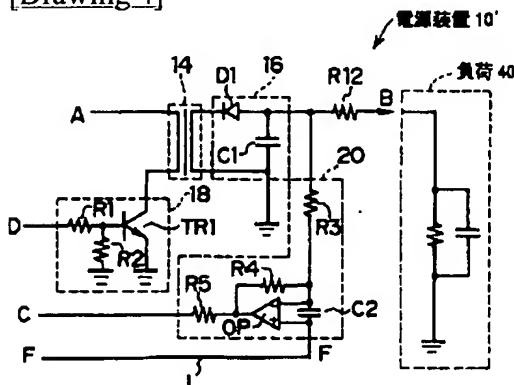 [Drawing 4]
電源装置 10'
負荷 40
14
D1
16
R12
B
A
C1
20
18
R3
D
R1
TR1
R2
R4
R5
C
OP
C2
F
F
L